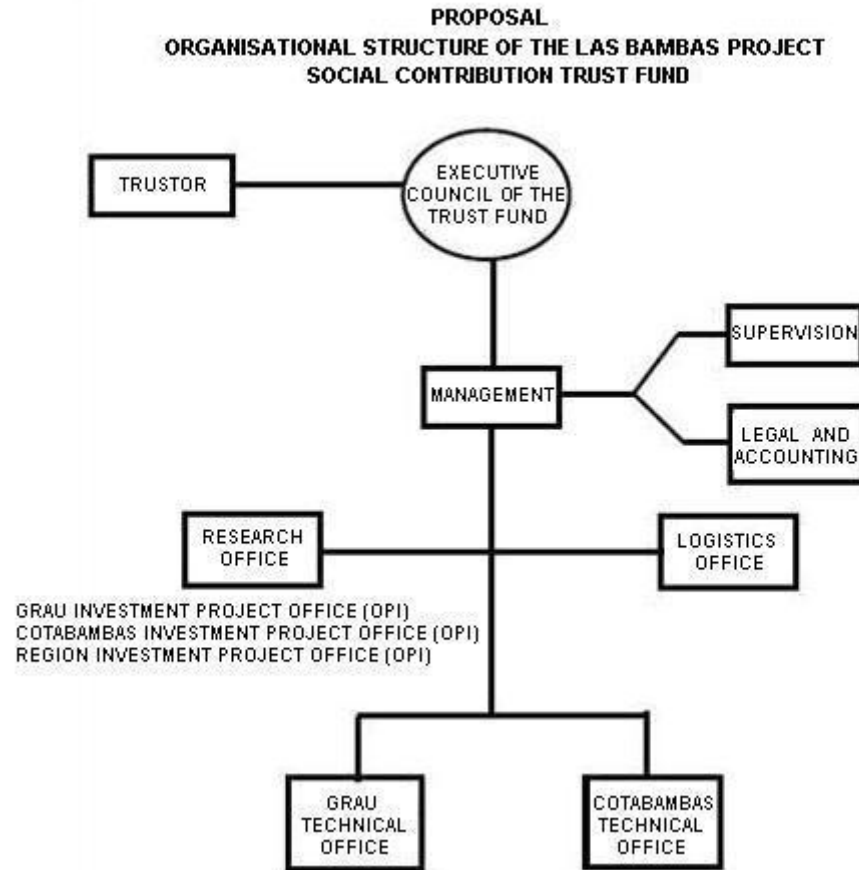 PROPOSAL
ORGANISATIONAL STRUCTURE OF THE LAS BAMBAS PROJECT
SOCIAL CONTRIBUTION TRUST FUND
TRUSTOR
EXECUTIVE
COUNCIL OF THE
TRUST FUND
SUPERVISION
MANAGEMENT
LEGAL AND
ACCOUNTING
RESEARCH
OFFICE
LOGISTICS
OFFICE
GRAU INVESTMENT PROJECT OFFICE (OPI)
COTABAMBAS INVESTMENT PROJECT OFFICE (OPI)
REGION INVESTMENT PROJECT OFFICE (OPI)
GRAU
TECHNICAL
OFFICE
COTABAMBAS
TECHNICAL
OFFICE